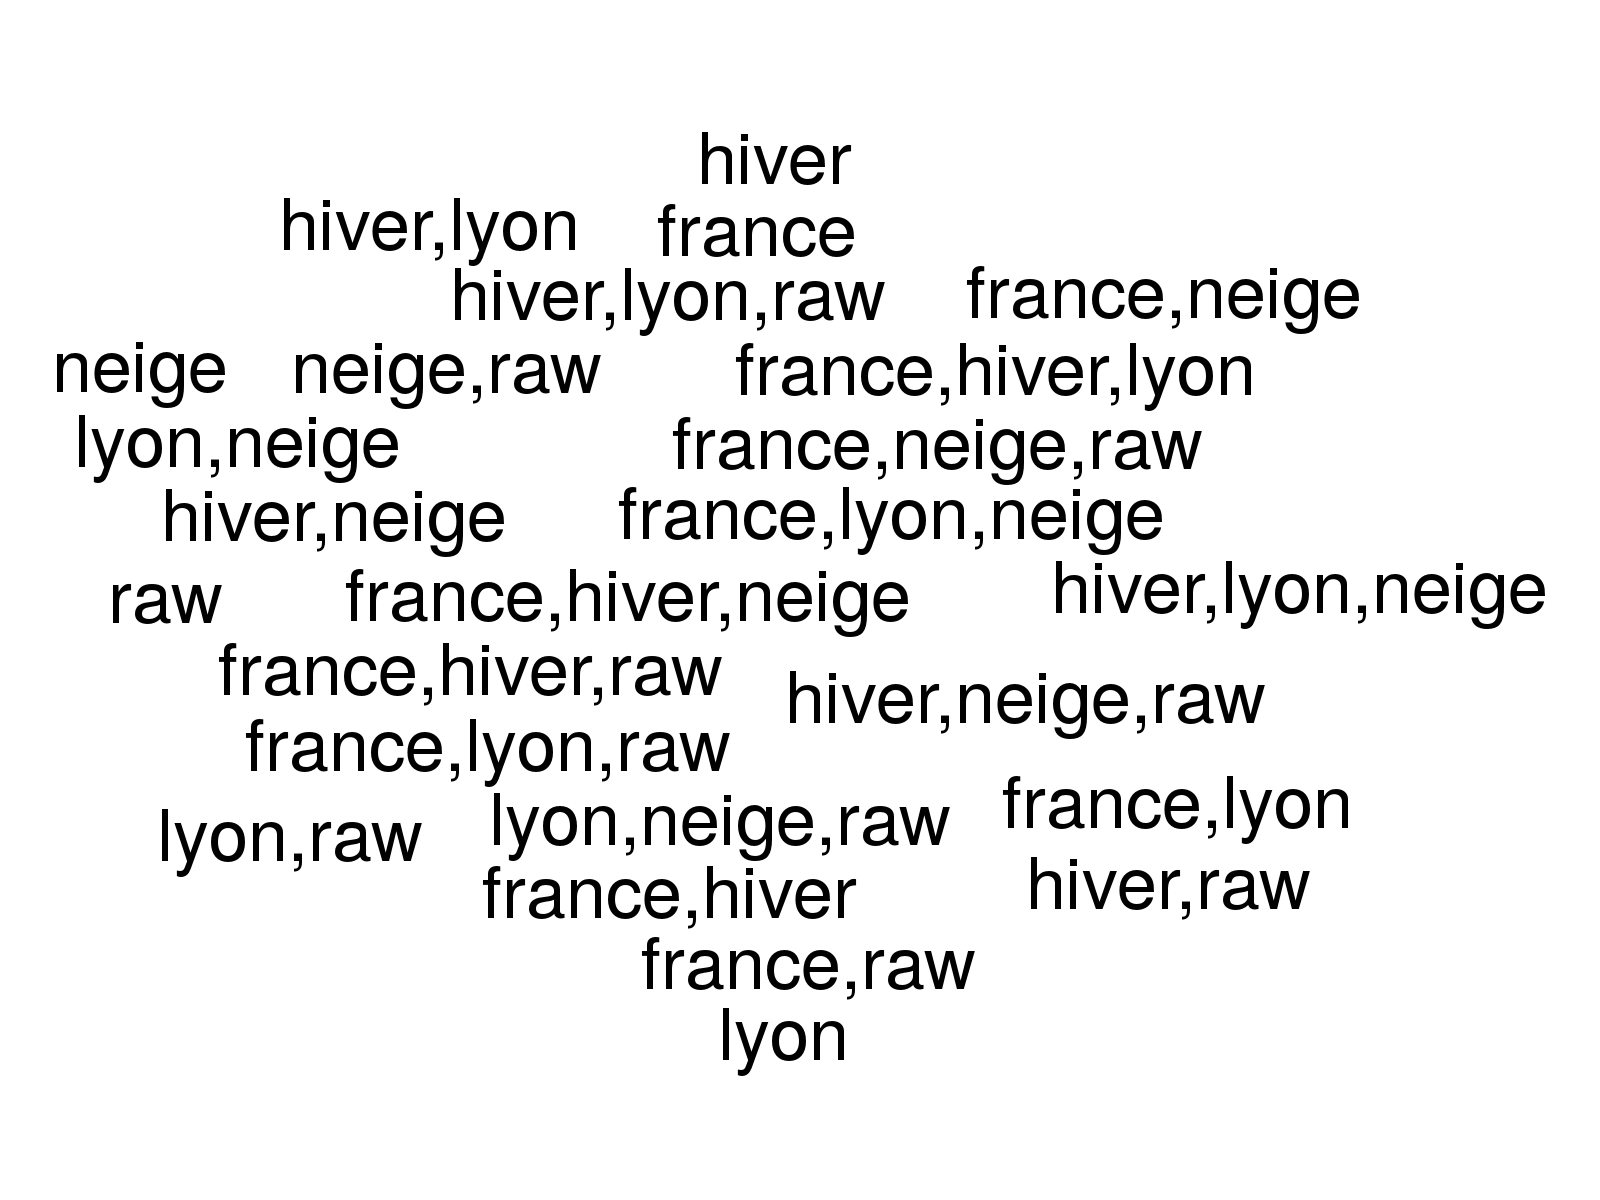 hiver
hiver,lyon
france
hiver,lyon,raw
france,neige
neige
neige,raw
france,hiver,lyon
lyon,neige
france,neige,raw
hiver,neige
france,lyon,neige
raw
france,hiver,neige
hiver,lyon,neige
france,hiver,raw
hiver,neige,raw
france,lyon,raw
lyon,raw
lyon,neige,raw
france,lyon
france,hiver
hiver,raw
france,raw
lyon